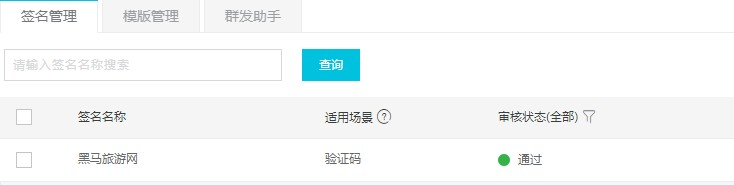 签名管理 模版管理 群发助手
请输入签名名称搜索 查询
签名名称 适用场景 ? 审核状态(全部)
黑马旅游网 验证码 通过